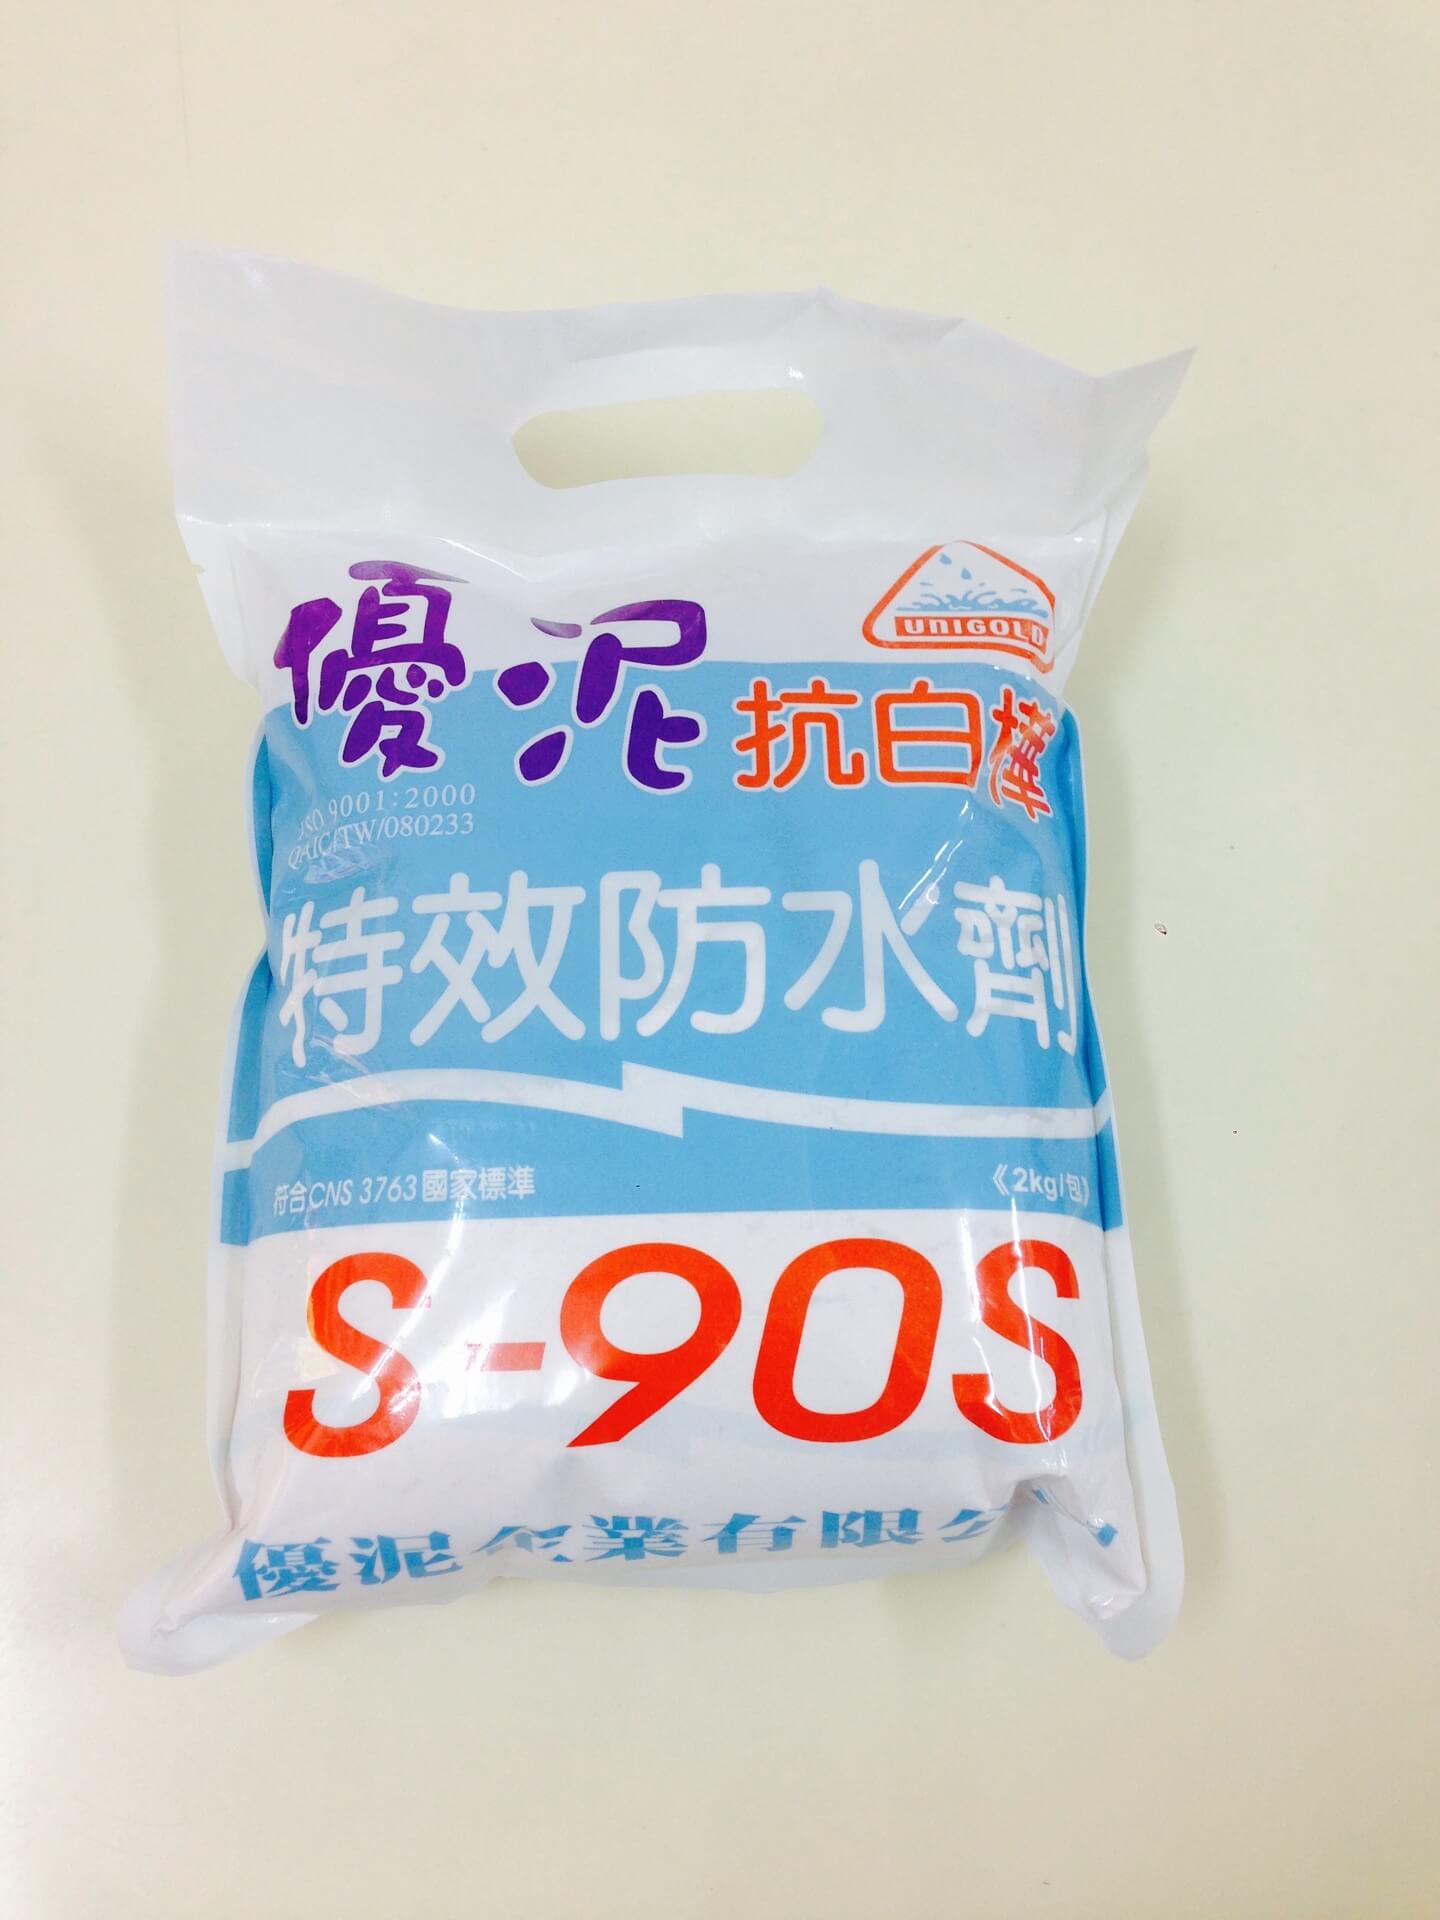 優泥
UNIGOLD
抗白樺
ISO 9001:2000
QAIC/TW/080233
特效防水劑
符合CNS 3763國家標準
《2kg/包》
S-90S
優泥企業有限公